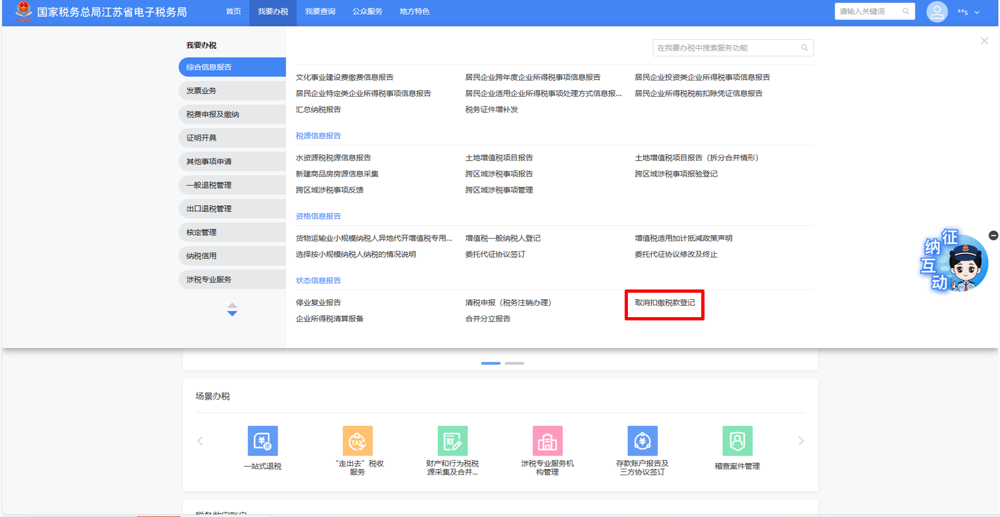 国家税务总局江苏省电子税务局
首页 我要办税 我要查询 公众服务 地方特色
请输入关键词
**s
我要办税
在我要办税中搜索服务功能
综合信息报告
发票业务
税费申报及缴纳
证明开具
其他事项申请
一般退税管理
出口退税管理
核定管理
纳税信用
涉税专业服务
文化事业建设费缴费信息报告 居民企业跨年度企业所得税事项信息报告 居民企业投资类企业所得税事项信息报告
居民企业特定类企业所得税事项信息报告 居民企业适用企业所得税事项处理方式信息报... 居民企业所得税税前扣除凭证信息报告
汇总纳税报告 税务证件增补发
税源信息报告
水资源税税源信息报告 土地增值税项目报告 土地增值税项目报告（拆分合并情形）
新建商品房房源信息采集 跨区域涉税事项报告 跨区域涉税事项报验登记
跨区域涉税事项反馈 跨区域涉税事项管理
资格信息报告
货物运输业小规模纳税人异地代开增值税专用... 增值税一般纳税人登记 增值税适用加计抵减政策声明
选择按小规模纳税人纳税的情况说明 委托代征协议签订 委托代征协议修改及终止
状态信息报告
停业复业报告 清税申报（税务注销办理） 取消扣缴税款登记
企业所得税清算报备 合并分立报告
征纳互动
场景办税
一站式退税
“走出去”税收
服务
财产和行为税税
源采集及合并...
涉税专业服务机
构管理
存款账户报告及
三方协议签订
稽查案件管理